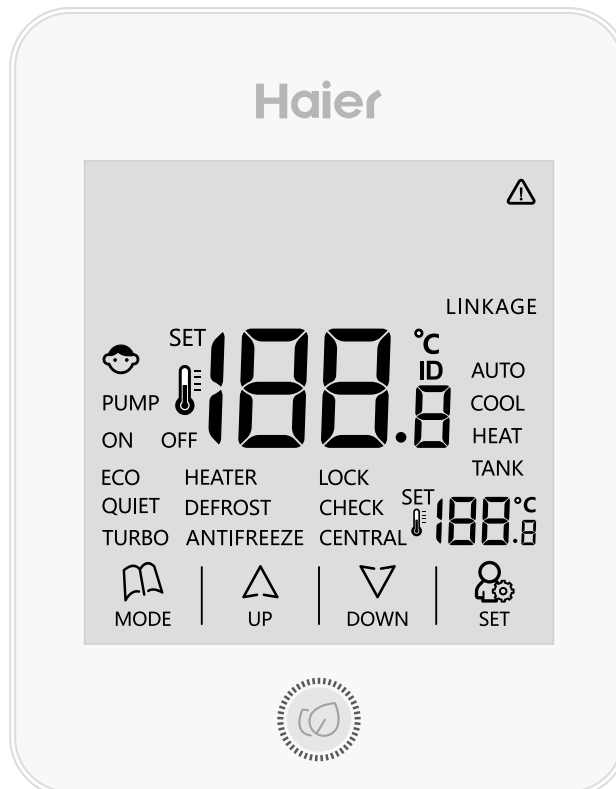 Haier
LINKAGE
SET 188.8 °C
ID
AUTO
PUMP
COOL
ON OFF
HEAT
TANK
ECO HEATER LOCK
QUIET DEFROST CHECK SET
188.8 °C
TURBO ANTIFREEZE CENTRAL
MODE UP DOWN SET